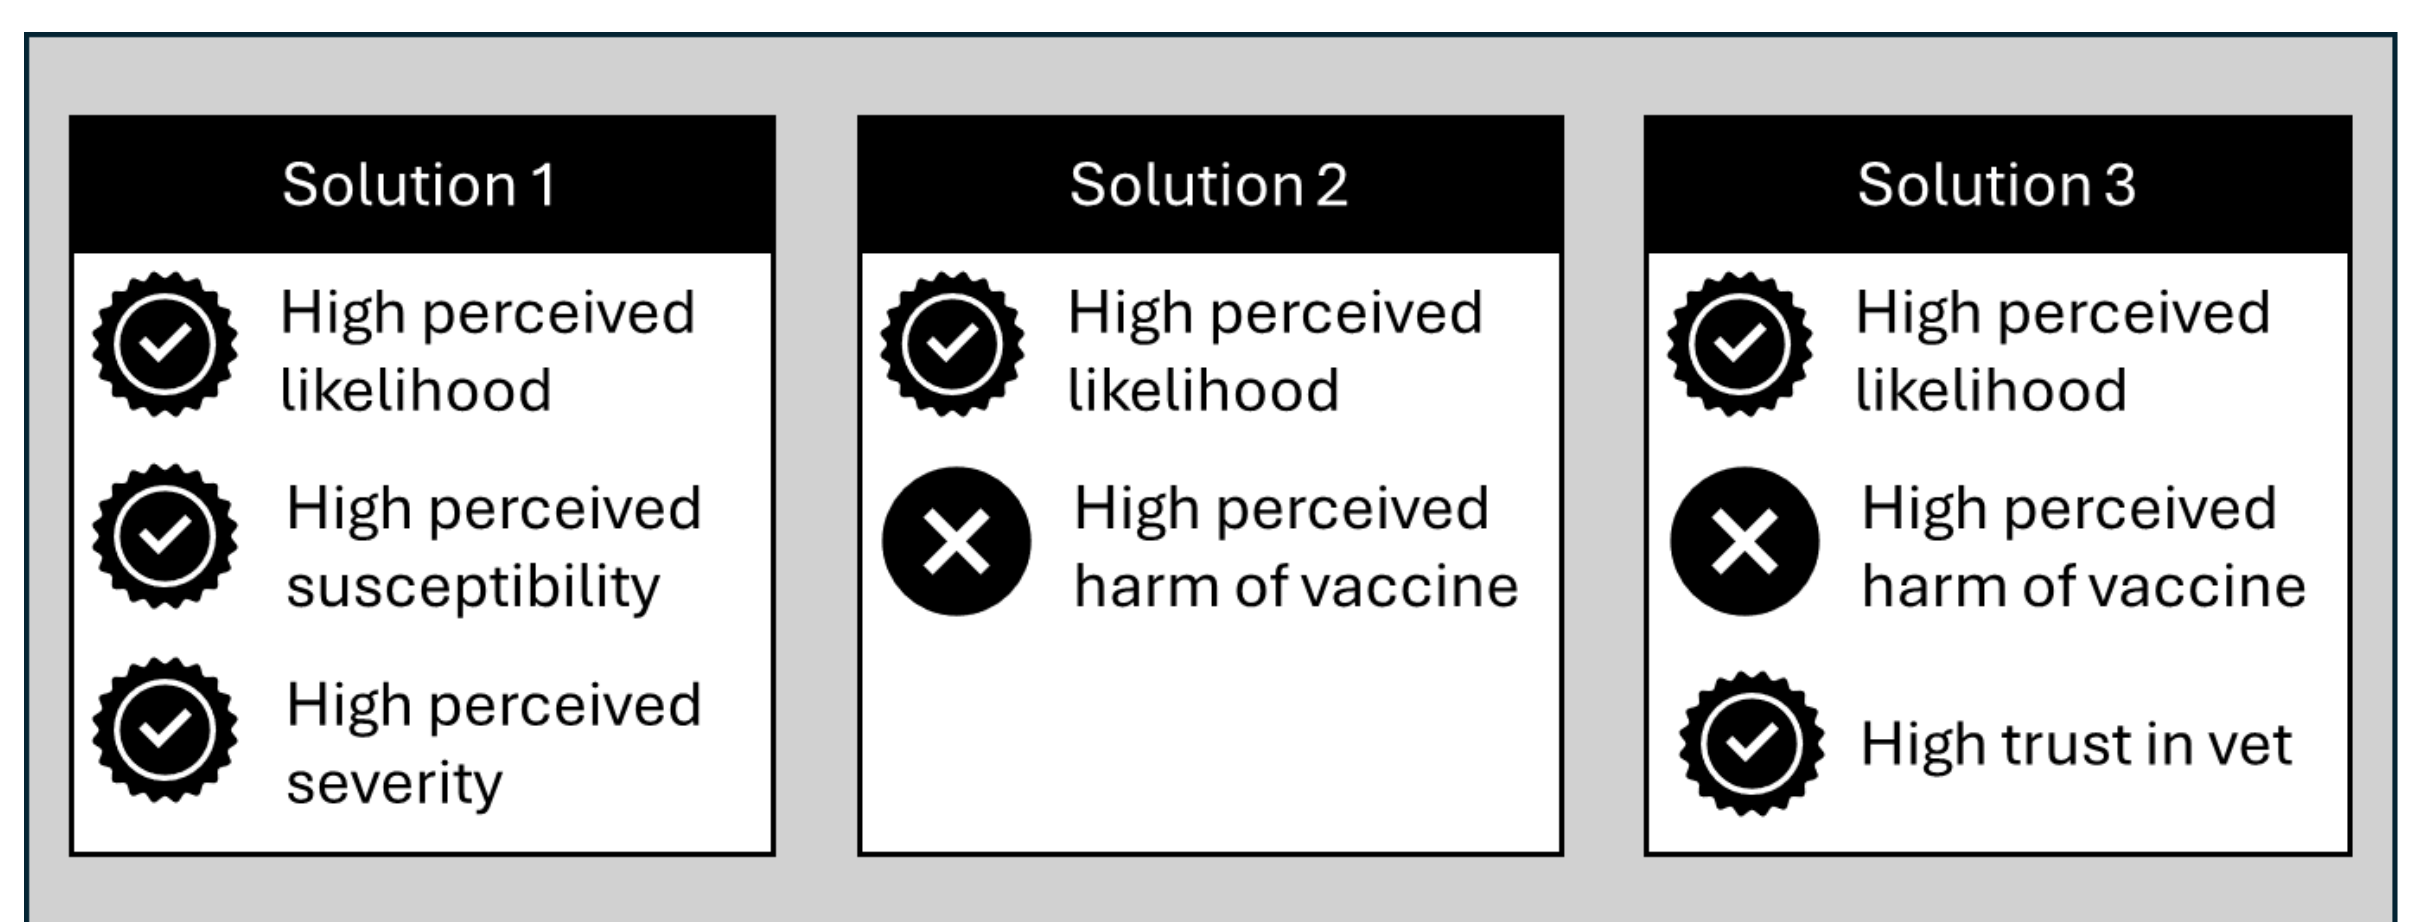 Solution 1
High perceived
likelihood
High perceived
susceptibility
High perceived
severity
Solution 2
High perceived
likelihood
High perceived
harm of vaccine
Solution 3
High perceived
likelihood
High perceived
harm of vaccine
High trust in vet